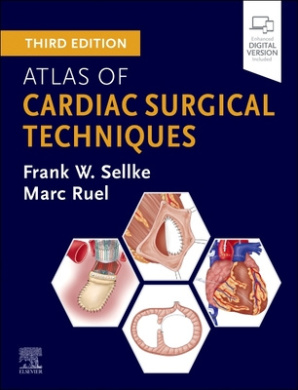 THIRD EDITION
Enhanced
DIGITAL
VERSION
Included
ATLAS OF
CARDIAC SURGICAL
TECHNIQUES
Frank W. Sellke
Marc Ruel
ELSEVIER